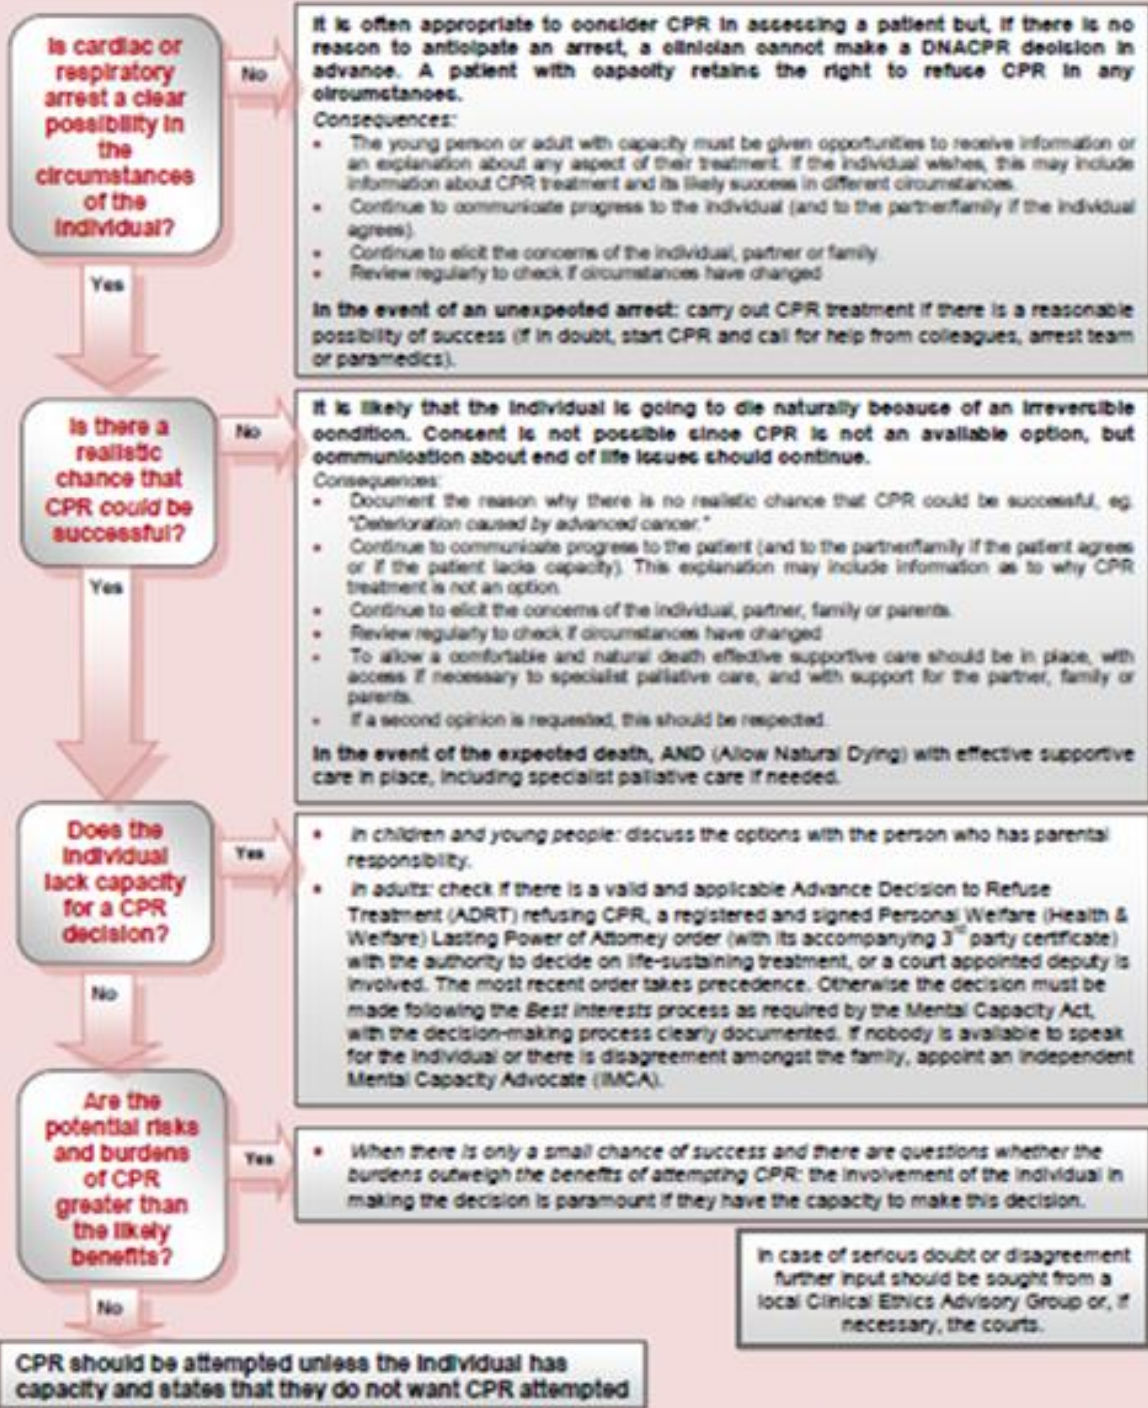 Is cardiac or
respiratory
arrest a clear
possibility in
the
circumstances
of the
individual?
No
It is often appropriate to consider CPR in assessing a patient but, if there is no
reason to anticipate an arrest, a clinician cannot make a DNACPR decision in
advance. A patient with capacity retains the right to refuse CPR in any
circumstances.
Consequences:
• The young person or adult with capacity must be given opportunities to receive information or
an explanation about any aspect of their treatment. If the individual wishes, this may include
information about CPR treatment and its likely success in different circumstances.
• Continue to communicate progress to the individual (and to the partner/family if the individual
agrees).
• Continue to elicit the concerns of the individual, partner or family.
• Review regularly to check if circumstances have changed
In the event of an unexpected arrest: carry out CPR treatment if there is a reasonable
possibility of success (if in doubt, start CPR and call for help from colleagues, arrest team
or paramedics).
Yes
Is there a
realistic
chance that
CPR could be
successful?
No
It is likely that the individual is going to die naturally because of an irreversible
condition. Consent is not possible since CPR is not an available option, but
communication about end of life issues should continue.
Consequences:
• Document the reason why there is no realistic chance that CPR could be successful, eg.
"Deterioration caused by advanced cancer."
• Continue to communicate progress to the patient (and to the partner/family if the patient agrees
or if the patient lacks capacity). This explanation may include information as to why CPR
treatment is not an option.
• Continue to elicit the concerns of the individual, partner, family or parents.
• Review regularly to check if circumstances have changed
• To allow a comfortable and natural death effective supportive care should be in place, with
access if necessary to specialist palliative care, and with support for the partner, family or
parents.
• If a second opinion is requested, this should be respected.
In the event of the expected death, AND (Allow Natural Dying) with effective supportive
care in place, including specialist palliative care if needed.
Yes
Does the
individual
lack capacity
for a CPR
decision?
Yes
• In children and young people: discuss the options with the person who has parental
responsibility.
• In adults: check if there is a valid and applicable Advance Decision to Refuse
Treatment (ADRT) refusing CPR, a registered and signed Personal Welfare (Health &
Welfare) Lasting Power of Attorney order (with its accompanying 3rd party certificate)
with the authority to decide on life-sustaining treatment, or a court appointed deputy is
involved. The most recent order takes precedence. Otherwise the decision must be
made following the Best Interests process as required by the Mental Capacity Act,
with the decision-making process clearly documented. If nobody is available to speak
for the individual or there is disagreement amongst the family, appoint an Independent
Mental Capacity Advocate (IMCA).
No
Are the
potential risks
and burdens
of CPR
greater than
the likely
benefits?
Yes
• When there is only a small chance of success and there are questions whether the
burdens outweigh the benefits of attempting CPR: the involvement of the individual in
making the decision is paramount if they have the capacity to make this decision.
In case of serious doubt or disagreement
further input should be sought from a
local Clinical Ethics Advisory Group or, if
necessary, the courts.
No
CPR should be attempted unless the individual has
capacity and states that they do not want CPR attempted